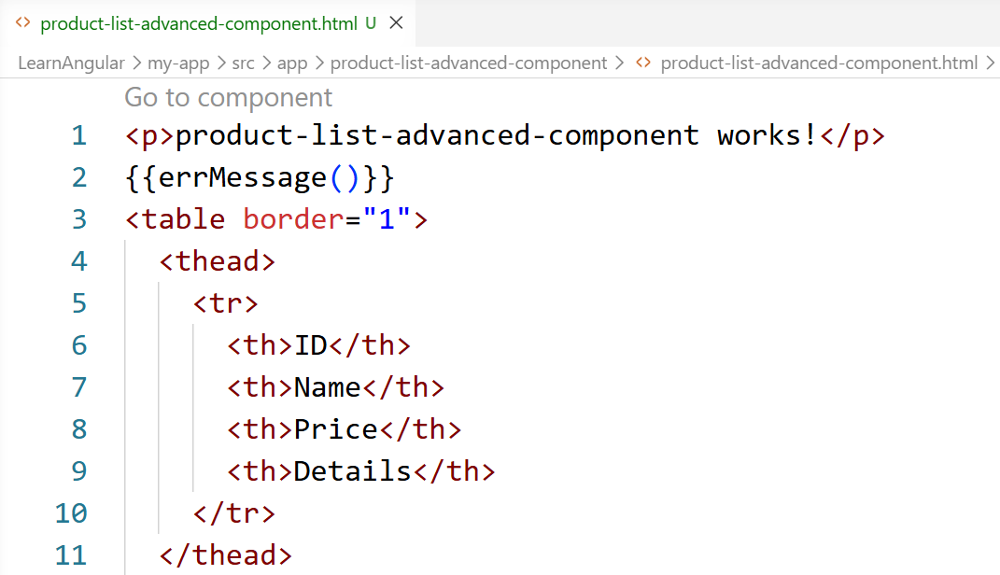 <> product-list-advanced-component.html U ×
LearnAngular > my-app > src > app > product-list-advanced-component > <> product-list-advanced-component.html >
Go to component
1 <p>product-list-advanced-component works!</p>
2 {{errMessage()}}
3 <table border="1">
4 <thead>
5 <tr>
6 <th>ID</th>
7 <th>Name</th>
8 <th>Price</th>
9 <th>Details</th>
10 </tr>
11 </thead>